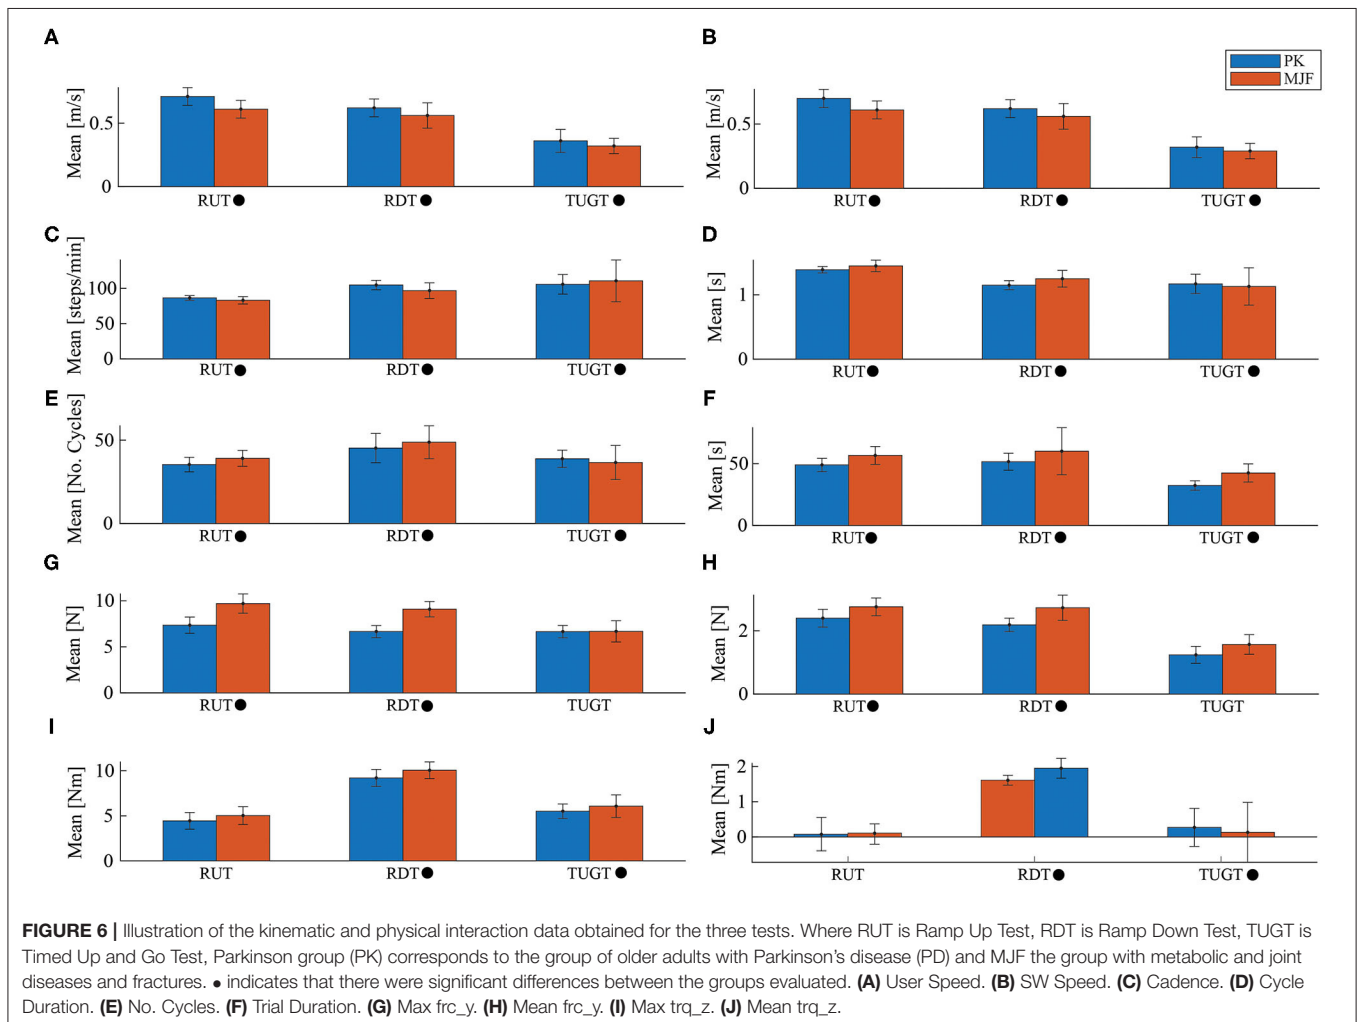 A
Mean [m/s]
0.5
0
RUT● RDT● TUGT●
B
PK
MJF
Mean [m/s]
0.5
0
RUT● RDT● TUGT●
C
Mean [steps/min]
100
50
0
RUT● RDT● TUGT●
D
Mean [s]
1
0
RUT● RDT● TUGT●
E
Mean [No. Cycles]
50
0
RUT● RDT● TUGT●
F
Mean [s]
50
0
RUT● RDT● TUGT●
G
Mean [N]
10
5
0
RUT● RDT● TUGT
H
Mean [N]
2
0
RUT● RDT● TUGT
I
Mean [Nm]
10
5
0
RUT RDT● TUGT●
J
Mean [Nm]
2
1
0
RUT RDT● TUGT●
FIGURE 6 | Illustration of the kinematic and physical interaction data obtained for the three tests. Where RUT is Ramp Up Test, RDT is Ramp Down Test, TUGT is
Timed Up and Go Test, Parkinson group (PK) corresponds to the group of older adults with Parkinson's disease (PD) and MJF the group with metabolic and joint
diseases and fractures. ● indicates that there were significant differences between the groups evaluated. (A) User Speed. (B) SW Speed. (C) Cadence. (D) Cycle
Duration. (E) No. Cycles. (F) Trial Duration. (G) Max frc_y. (H) Mean frc_y. (I) Max trq_z. (J) Mean trq_z.